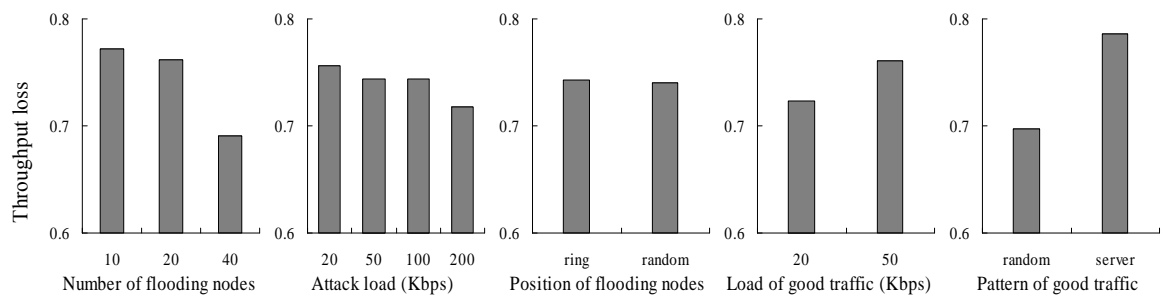 Throughput loss
0.8 0.7 0.6
10 20 40
Number of flooding nodes
0.8 0.7 0.6
20 50 100 200
Attack load (Kbps)
0.8 0.7 0.6
ring random
Position of flooding nodes
0.8 0.7 0.6
20 50
Load of good traffic (Kbps)
0.8 0.7 0.6
random server
Pattern of good traffic